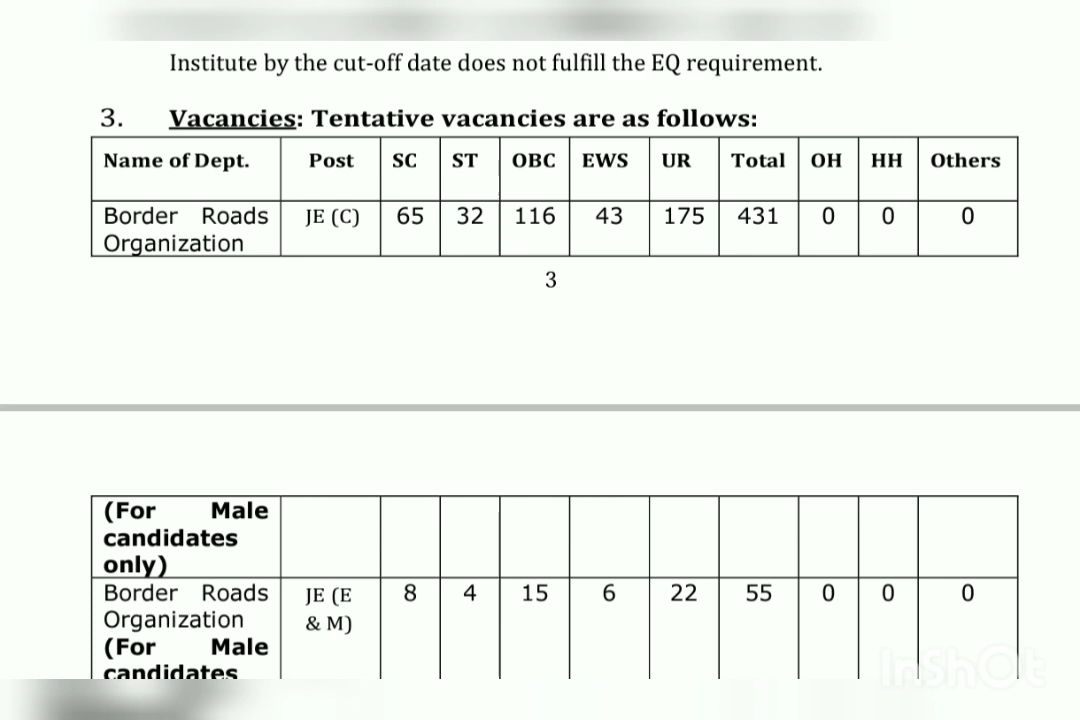 Institute by the cut-off date does not fulfill the EQ requirement.
3. Vacancies: Tentative vacancies are as follows:
Name of Dept. Post SC ST OBC EWS UR Total OH HH Others
Border Roads JE (C) 65 32 116 43 175 431 0 0 0
Organization
3
(For Male
candidates
only)
Border Roads JE (E 8 4 15 6 22 55 0 0 0
Organization & M)
(For Male
candidates
InShOt